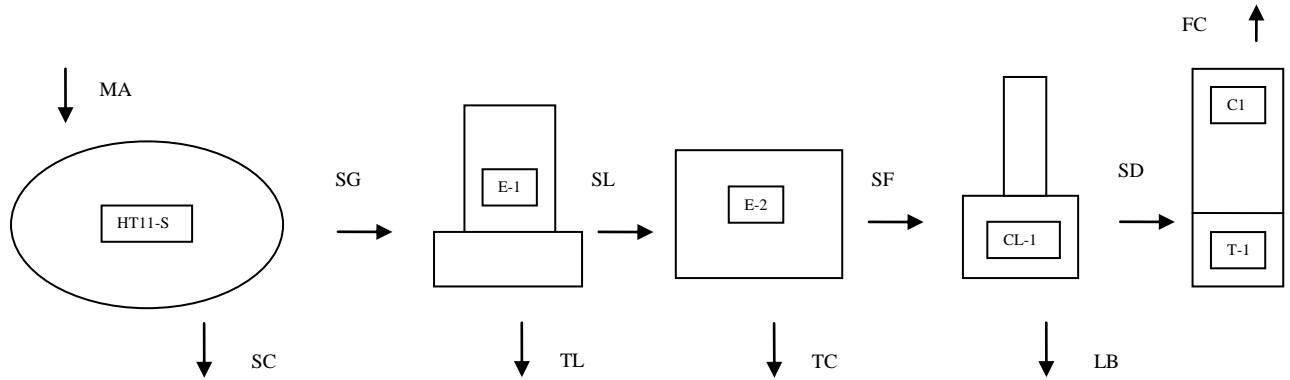 FC
MA
C1
SG
E-1
SL
E-2
SF
SD
HT11-S
CL-1
T-1
SC
TL
TC
LB